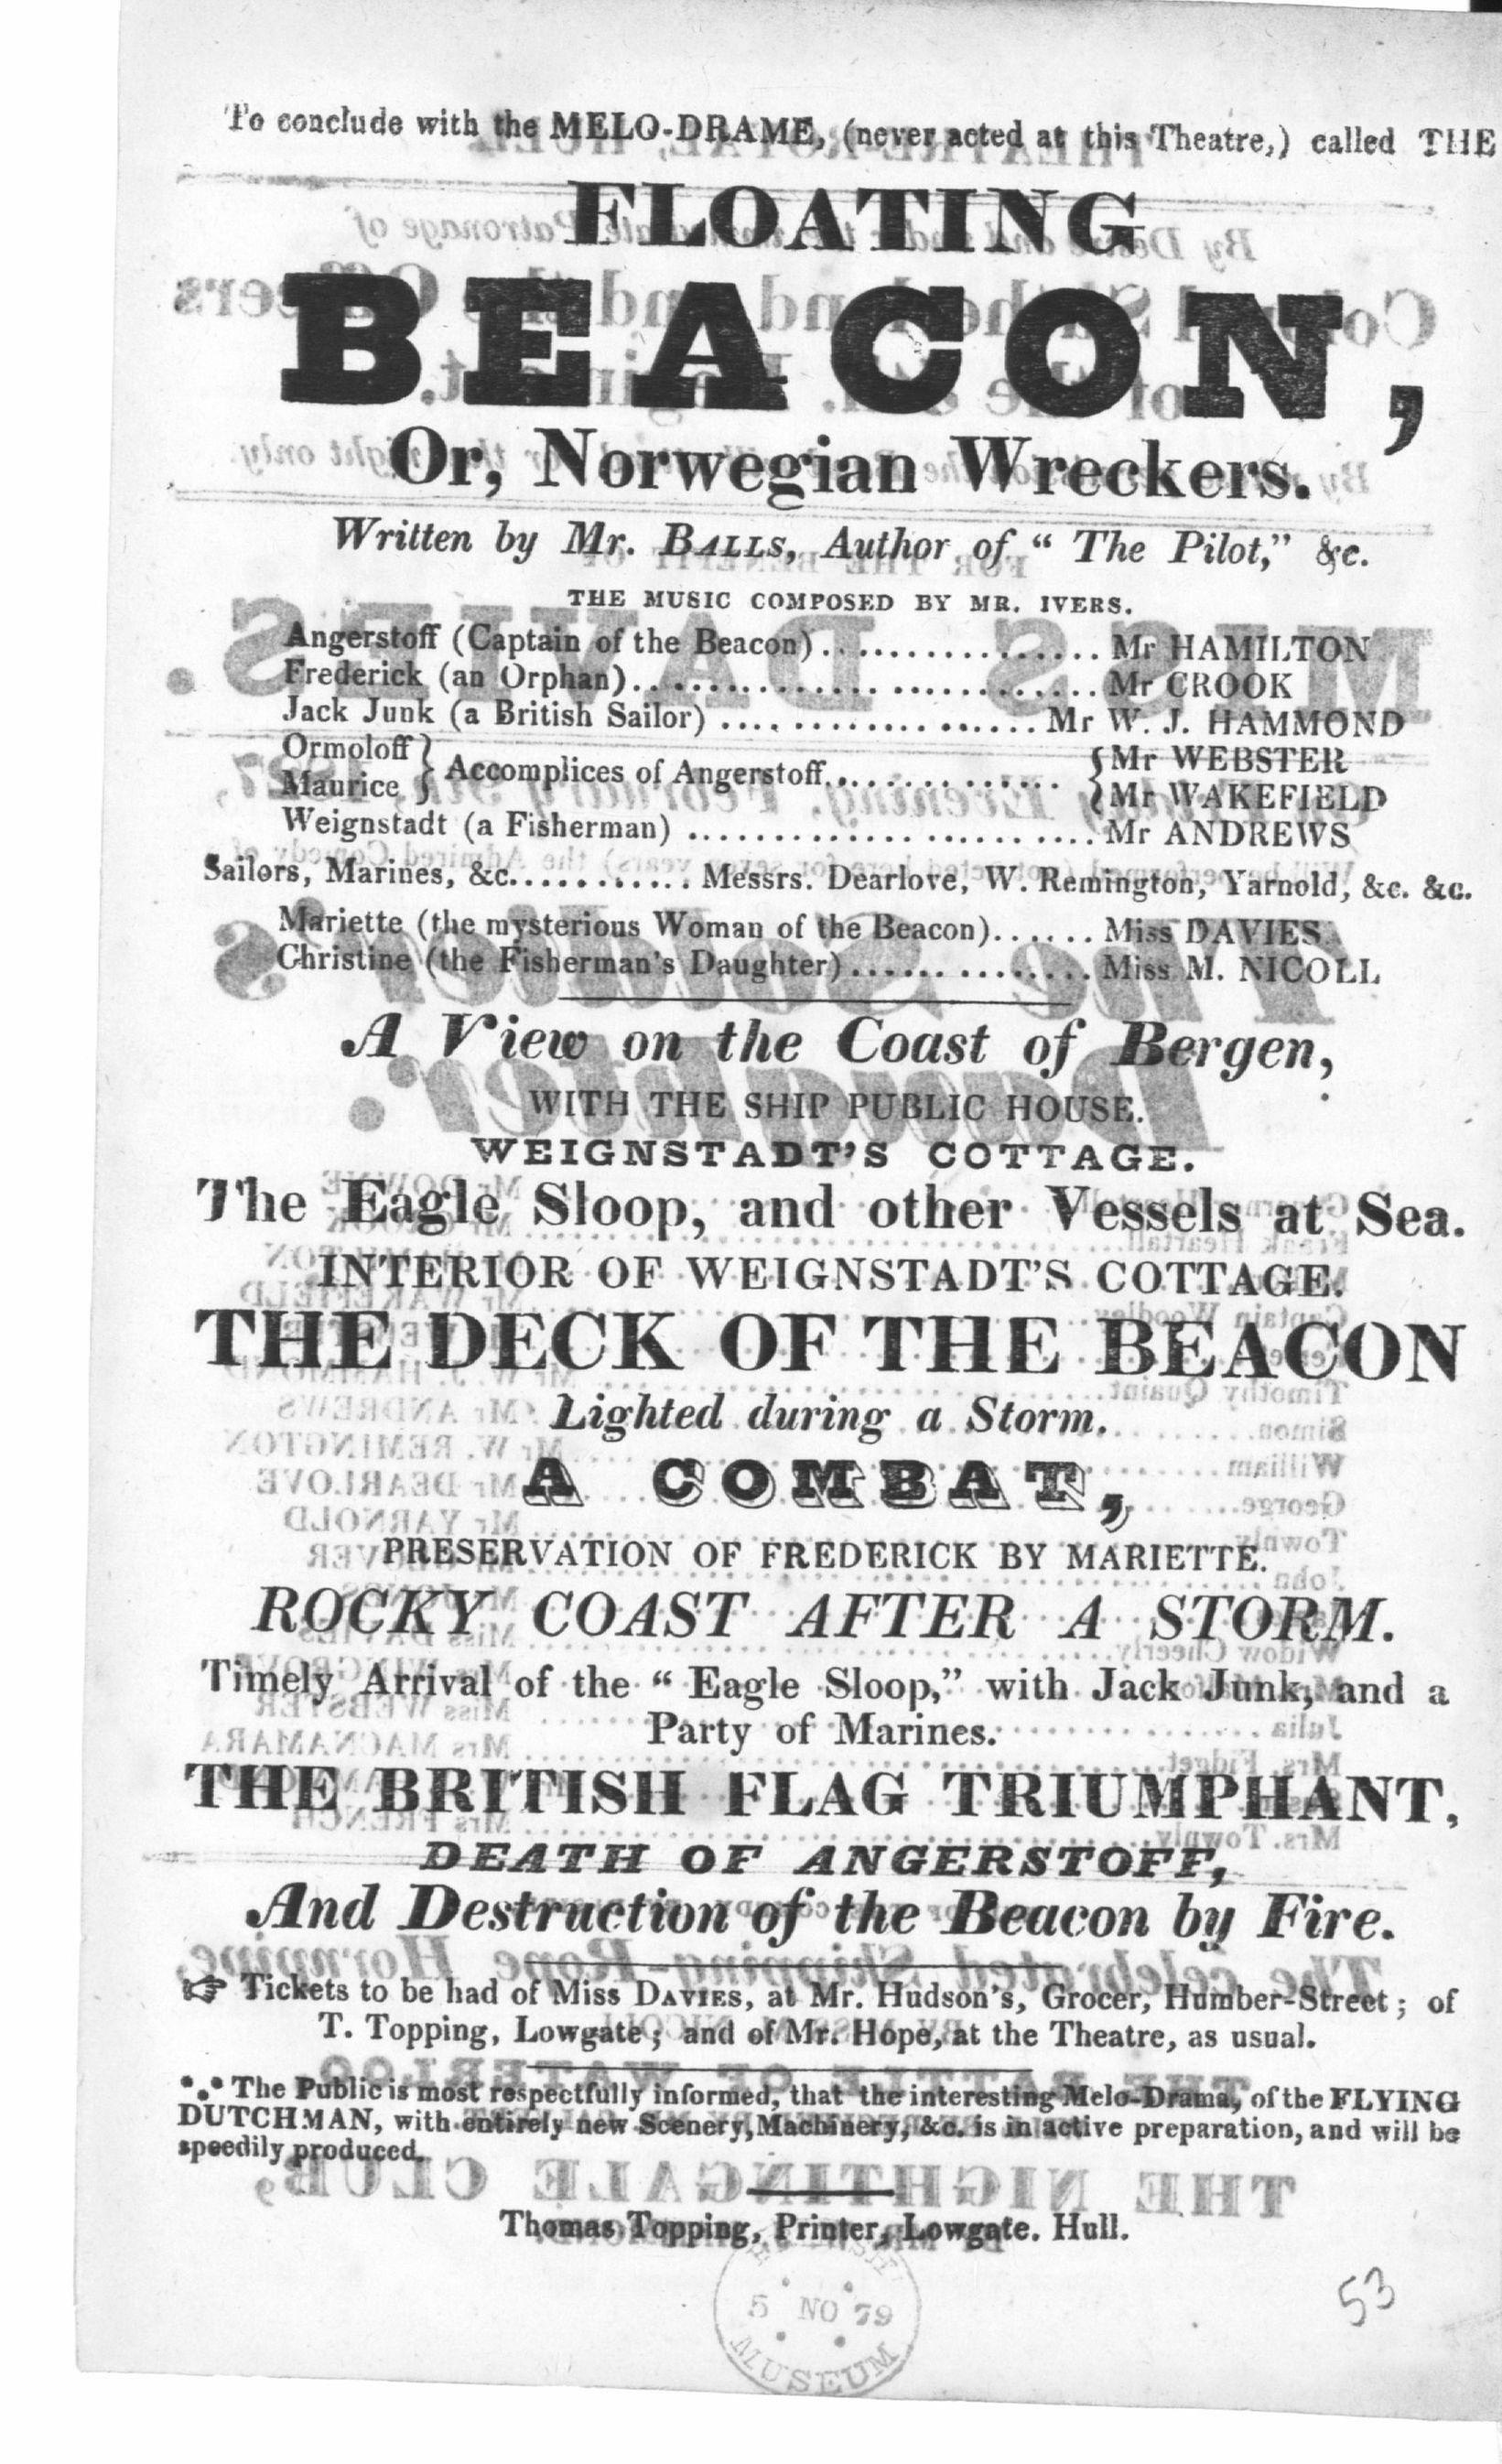 To conclude with the MELO-DRAME, (never acted at this Theatre,) called THE
FLOATING
BEACON,
Or, Norwegian Wreckers.
Written by Mr. BALLS, Author of “ The Pilot,” &c.
THE MUSIC COMPOSED BY MR. IVERS.
Angerstoff (Captain of the Beacon) .................. Mr HAMILTON
Frederick (an Orphan) ........................... Mr CROOK
Jack Junk (a British Sailor) .................... Mr W. J. HAMMOND
Ormoloff } Accomplices of Angerstoff ............... { Mr WEBSTER
Maurice } { Mr WAKEFIELD
Weignstadt (a Fisherman) ........................ Mr ANDREWS
Sailors, Marines, &c............ Messrs. Dearlove, W. Remington, Yarnold, &c. &c.
Mariette (the mysterious Woman of the Beacon)...... Miss DAVIES
Christine (the Fisherman's Daughter) .............. Miss M. NICOLL
A View on the Coast of Bergen,
WITH THE SHIP PUBLIC HOUSE.
WEIGNSTADT'S COTTAGE.
The Eagle Sloop, and other Vessels at Sea.
INTERIOR OF WEIGNSTADT'S COTTAGE.
THE DECK OF THE BEACON
Lighted during a Storm.
A COMBAT,
PRESERVATION OF FREDERICK BY MARIETTE.
ROCKY COAST AFTER A STORM.
Timely Arrival of the “ Eagle Sloop,” with Jack Junk, and a
Party of Marines.
THE BRITISH FLAG TRIUMPHANT,
DEATH OF ANGERSTOFF,
And Destruction of the Beacon by Fire.
☞ Tickets to be had of Miss DAVIES, at Mr. Hudson's, Grocer, Humber-Street ; of
T. Topping, Lowgate ; and of Mr. Hope, at the Theatre, as usual.
*.* The Public is most respectfully informed, that the interesting Melo-Drama, of the FLYING
DUTCHMAN, with entirely new Scenery, Machinery, &c. is in active preparation, and will be
speedily produced.
Thomas Topping, Printer, Lowgate. Hull.
5 NO 79
MUSEUM
53